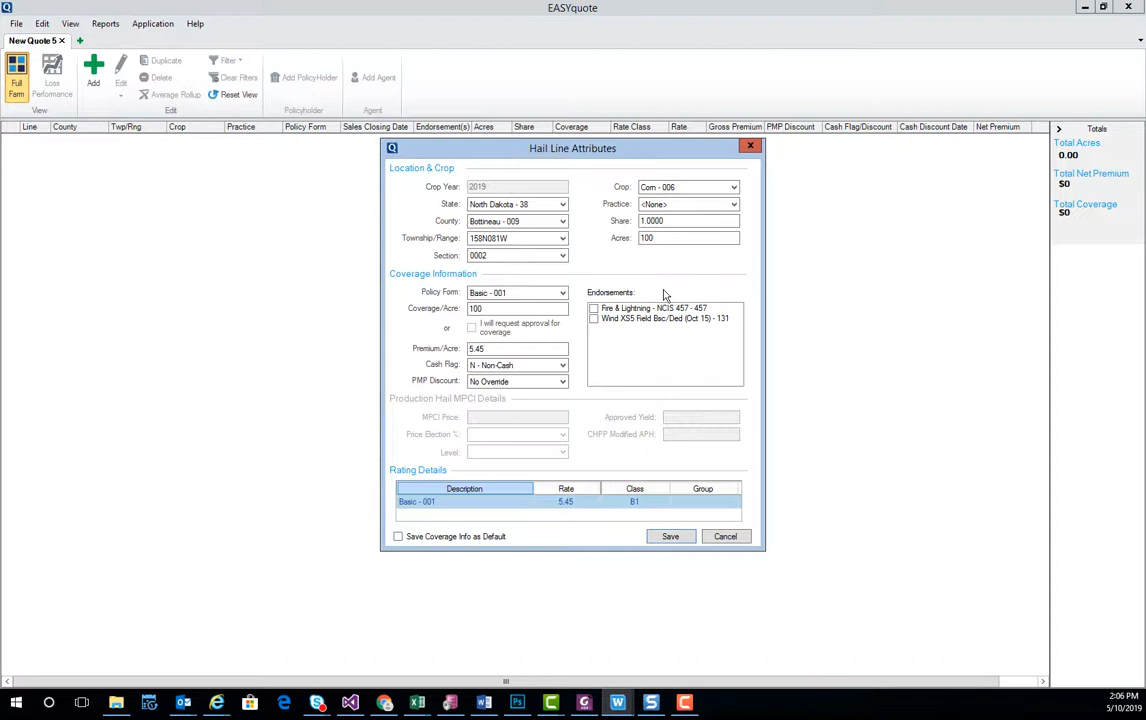 EASYquote
File Edit View Reports Application Help
New Quote 5 ×
Full Farm
Loss Performance
View
Add
Edit
Duplicate
Delete
Average Rollup
Edit
Filter
Clear Filters
Reset View
Add PolicyHolder
Policyholder
Add Agent
Agent
Line County Twp/Rng Crop Practice Policy Form Sales Closing Date Endorsement(s) Acres Share Coverage Rate Class Rate Gross Premium PMP Discount Cash Flag/Discount Cash Discount Date Net Premium
Totals
Total Acres
0.00
Total Net Premium
$0
Total Coverage
$0
Hail Line Attributes
Location & Crop
Crop Year: 2019
State: North Dakota - 38
County: Bottineau - 009
Township/Range: 158N081W
Section: 0002
Crop: Corn - 006
Practice: <None>
Share: 1.0000
Acres: 100
Coverage Information
Policy Form: Basic - 001
Coverage/Acre: 100
or I will request approval for
coverage
Premium/Acre: 5.45
Cash Flag: N - Non-Cash
PMP Discount: No Override
Endorsements:
Fire & Lightning - NCIS 457 - 457
Wind XS5 Field Bsc/Ded (Oct 15) - 131
Production Hail MPCI Details
MPCI Price:
Price Election %:
Level:
Approved Yield:
CHPP Modified APH:
Rating Details
Description Rate Class Group
Basic - 001 5.45 B1
Save Coverage Info as Default
Save Cancel
2:06 PM
5/10/2019